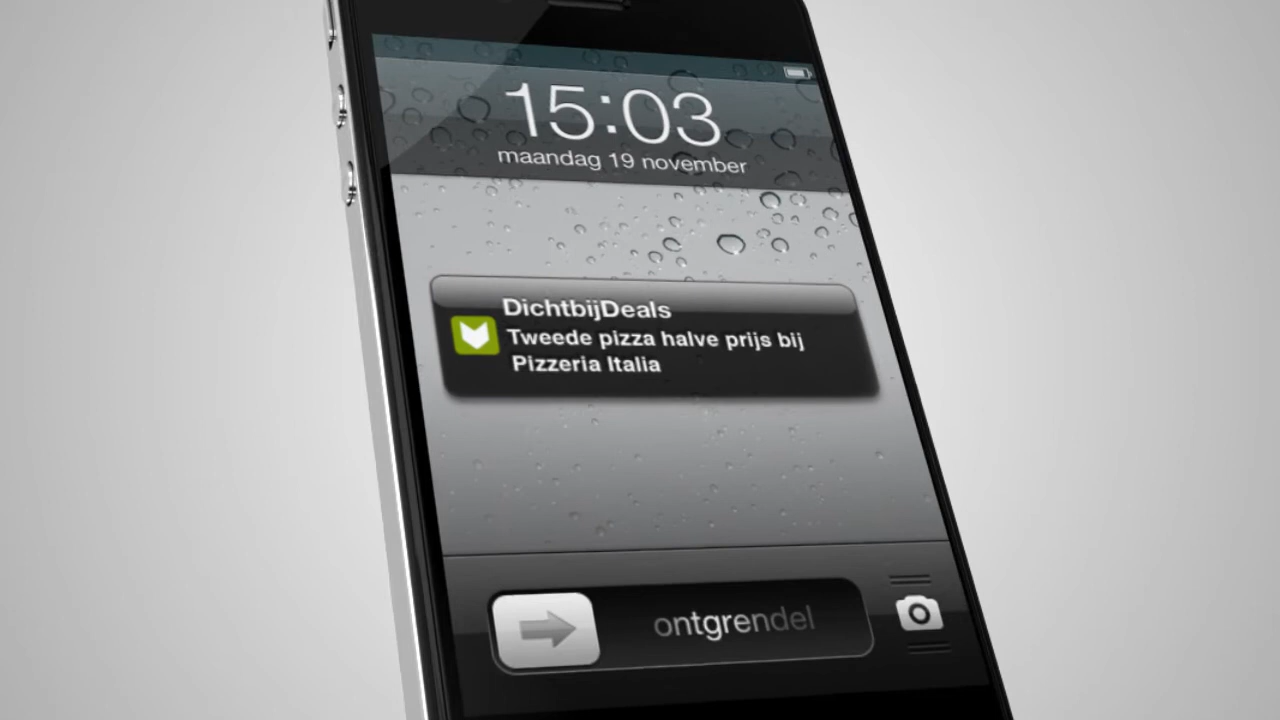 15:03
maandag 19 november
DichtbijDeals
Tweede pizza halve prijs bij
Pizzeria Italia
ontgrendel